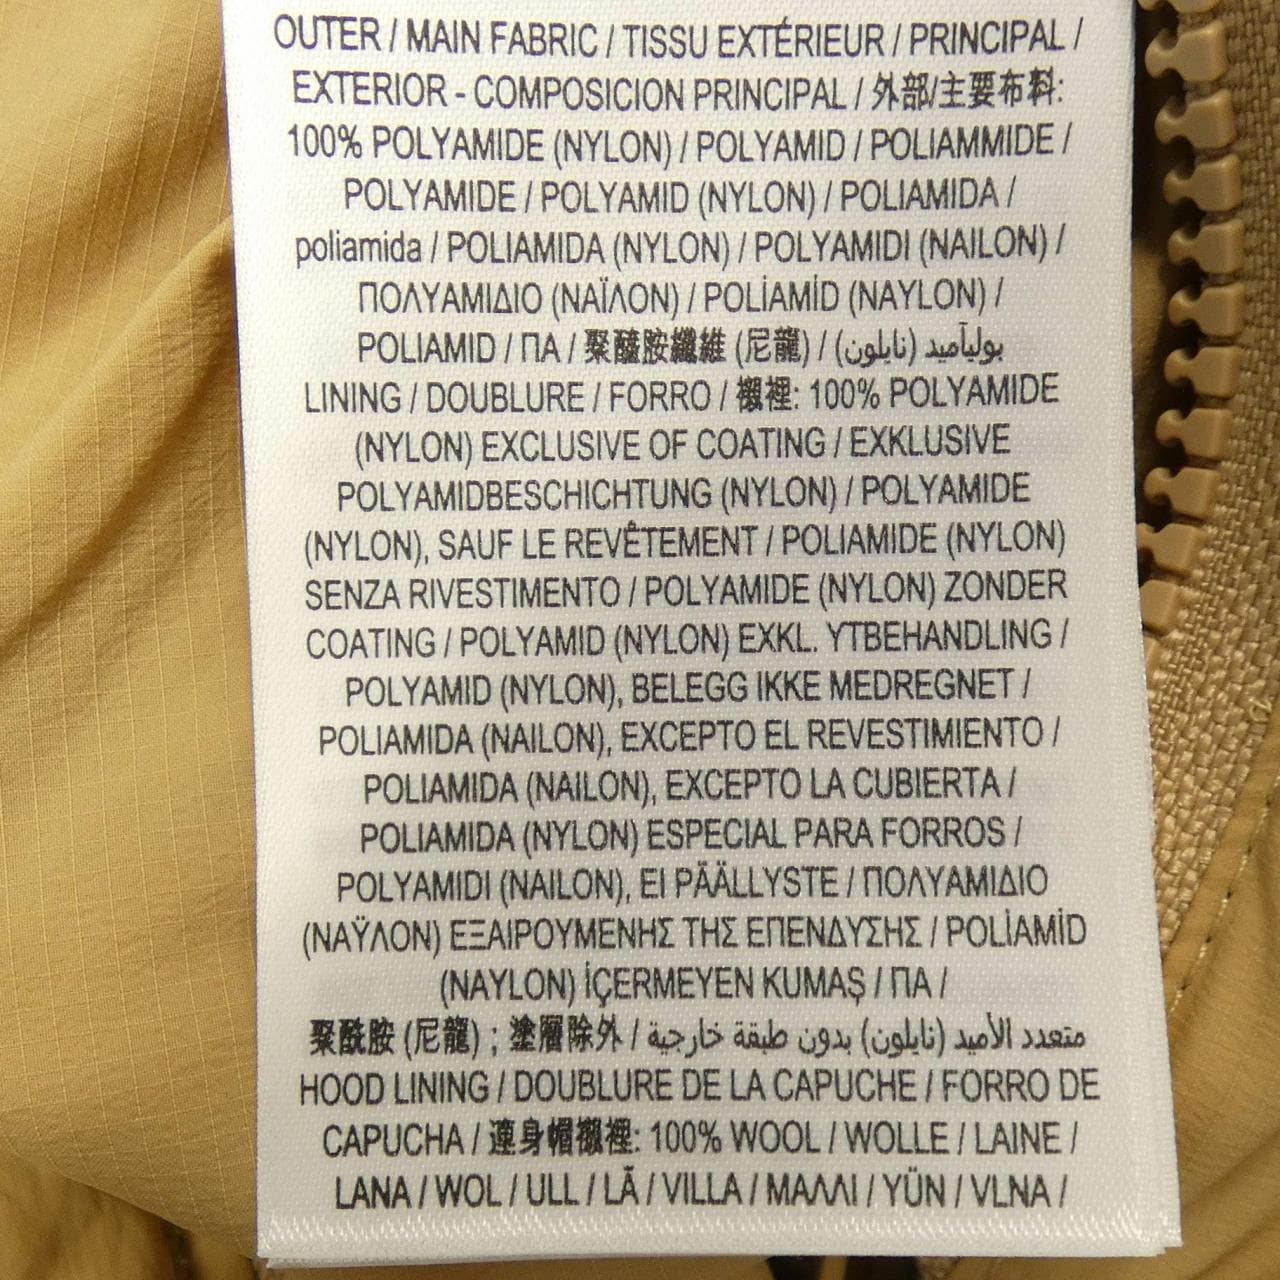 OUTER / MAIN FABRIC / TISSU EXTÉRIEUR / PRINCIPAL /
EXTERIOR - COMPOSICION PRINCIPAL / 外部/主要布料:
100% POLYAMIDE (NYLON) / POLYAMID / POLIAMMIDE /
POLYAMIDE / POLYAMID (NYLON) / POLIAMIDA /
poliamida / POLIAMIDA (NYLON) / POLYAMIDI (NAILON) /
ΠΟΛΥΑΜΙΔΙΟ (ΝΑΪΛΟΝ) / POLİAMİD (NAYLON) /
POLIAMID / ПА / 聚醯胺纖維 (尼龍) / بوليآميد (نايلون)
LINING / DOUBLURE / FORRO / 襯裡: 100% POLYAMIDE
(NYLON) EXCLUSIVE OF COATING / EXKLUSIVE
POLYAMIDBESCHICHTUNG (NYLON) / POLYAMIDE
(NYLON), SAUF LE REVÊTEMENT / POLIAMIDE (NYLON)
SENZA RIVESTIMENTO / POLYAMIDE (NYLON) ZONDER
COATING / POLYAMID (NYLON) EXKL. YTBEHANDLING /
POLYAMID (NYLON), BELEGG IKKE MEDREGNET /
POLIAMIDA (NAILON), EXCEPTO EL REVESTIMIENTO /
POLIAMIDA (NAILON), EXCEPTO LA CUBIERTA /
POLIAMIDA (NYLON) ESPECIAL PARA FORROS /
POLYAMIDI (NAILON), EI PÄÄLLYSTE / ΠΟΛΥΑΜΙΔΙΟ
(ΝΑΫΛΟΝ) ΕΞΑΙΡΟΥΜΕΝΗΣ ΤΗΣ ΕΠΕΝΔΥΣΗΣ / POLİAMİD
(NAYLON) İÇERMEYEN KUMAŞ / ПА /
聚酰胺 (尼龍) ; 塗層除外 / متعدد الأميد (نايلون) بدون طبقة خارجية
HOOD LINING / DOUBLURE DE LA CAPUCHE / FORRO DE
CAPUCHA / 連身帽襯裡: 100% WOOL / WOLLE / LAINE /
LANA / WOL / ULL / LÃ / VILLA / ΜΑΛΛΙ / YÜN / VLNA /